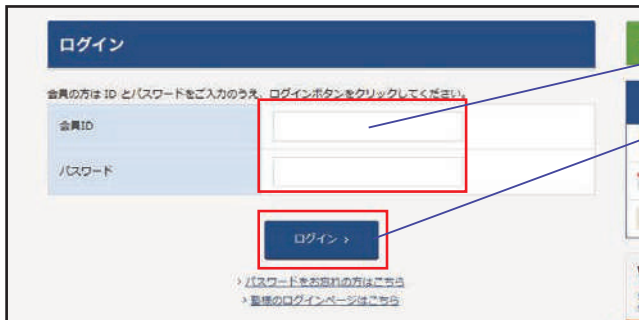 ログイン
会員の方は ID とパスワードをご入力のうえ、ログインボタンをクリックしてください。
会員ID
パスワード
ログイン ›
› パスワードをお忘れの方はこちら
› 塾様のログインページはこちら